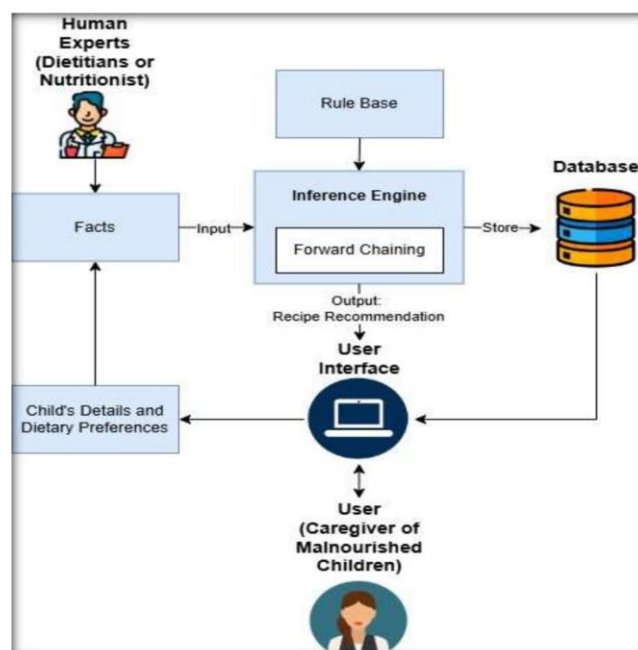 Human
Experts
(Dietitians or
Nutritionist)
Rule Base
Database
Inference Engine
Facts
Input
Store
Forward Chaining
Output:
Recipe Recommendation
User
Interface
Child's Details and
Dietary Preferences
User
(Caregiver of
Malnourished
Children)